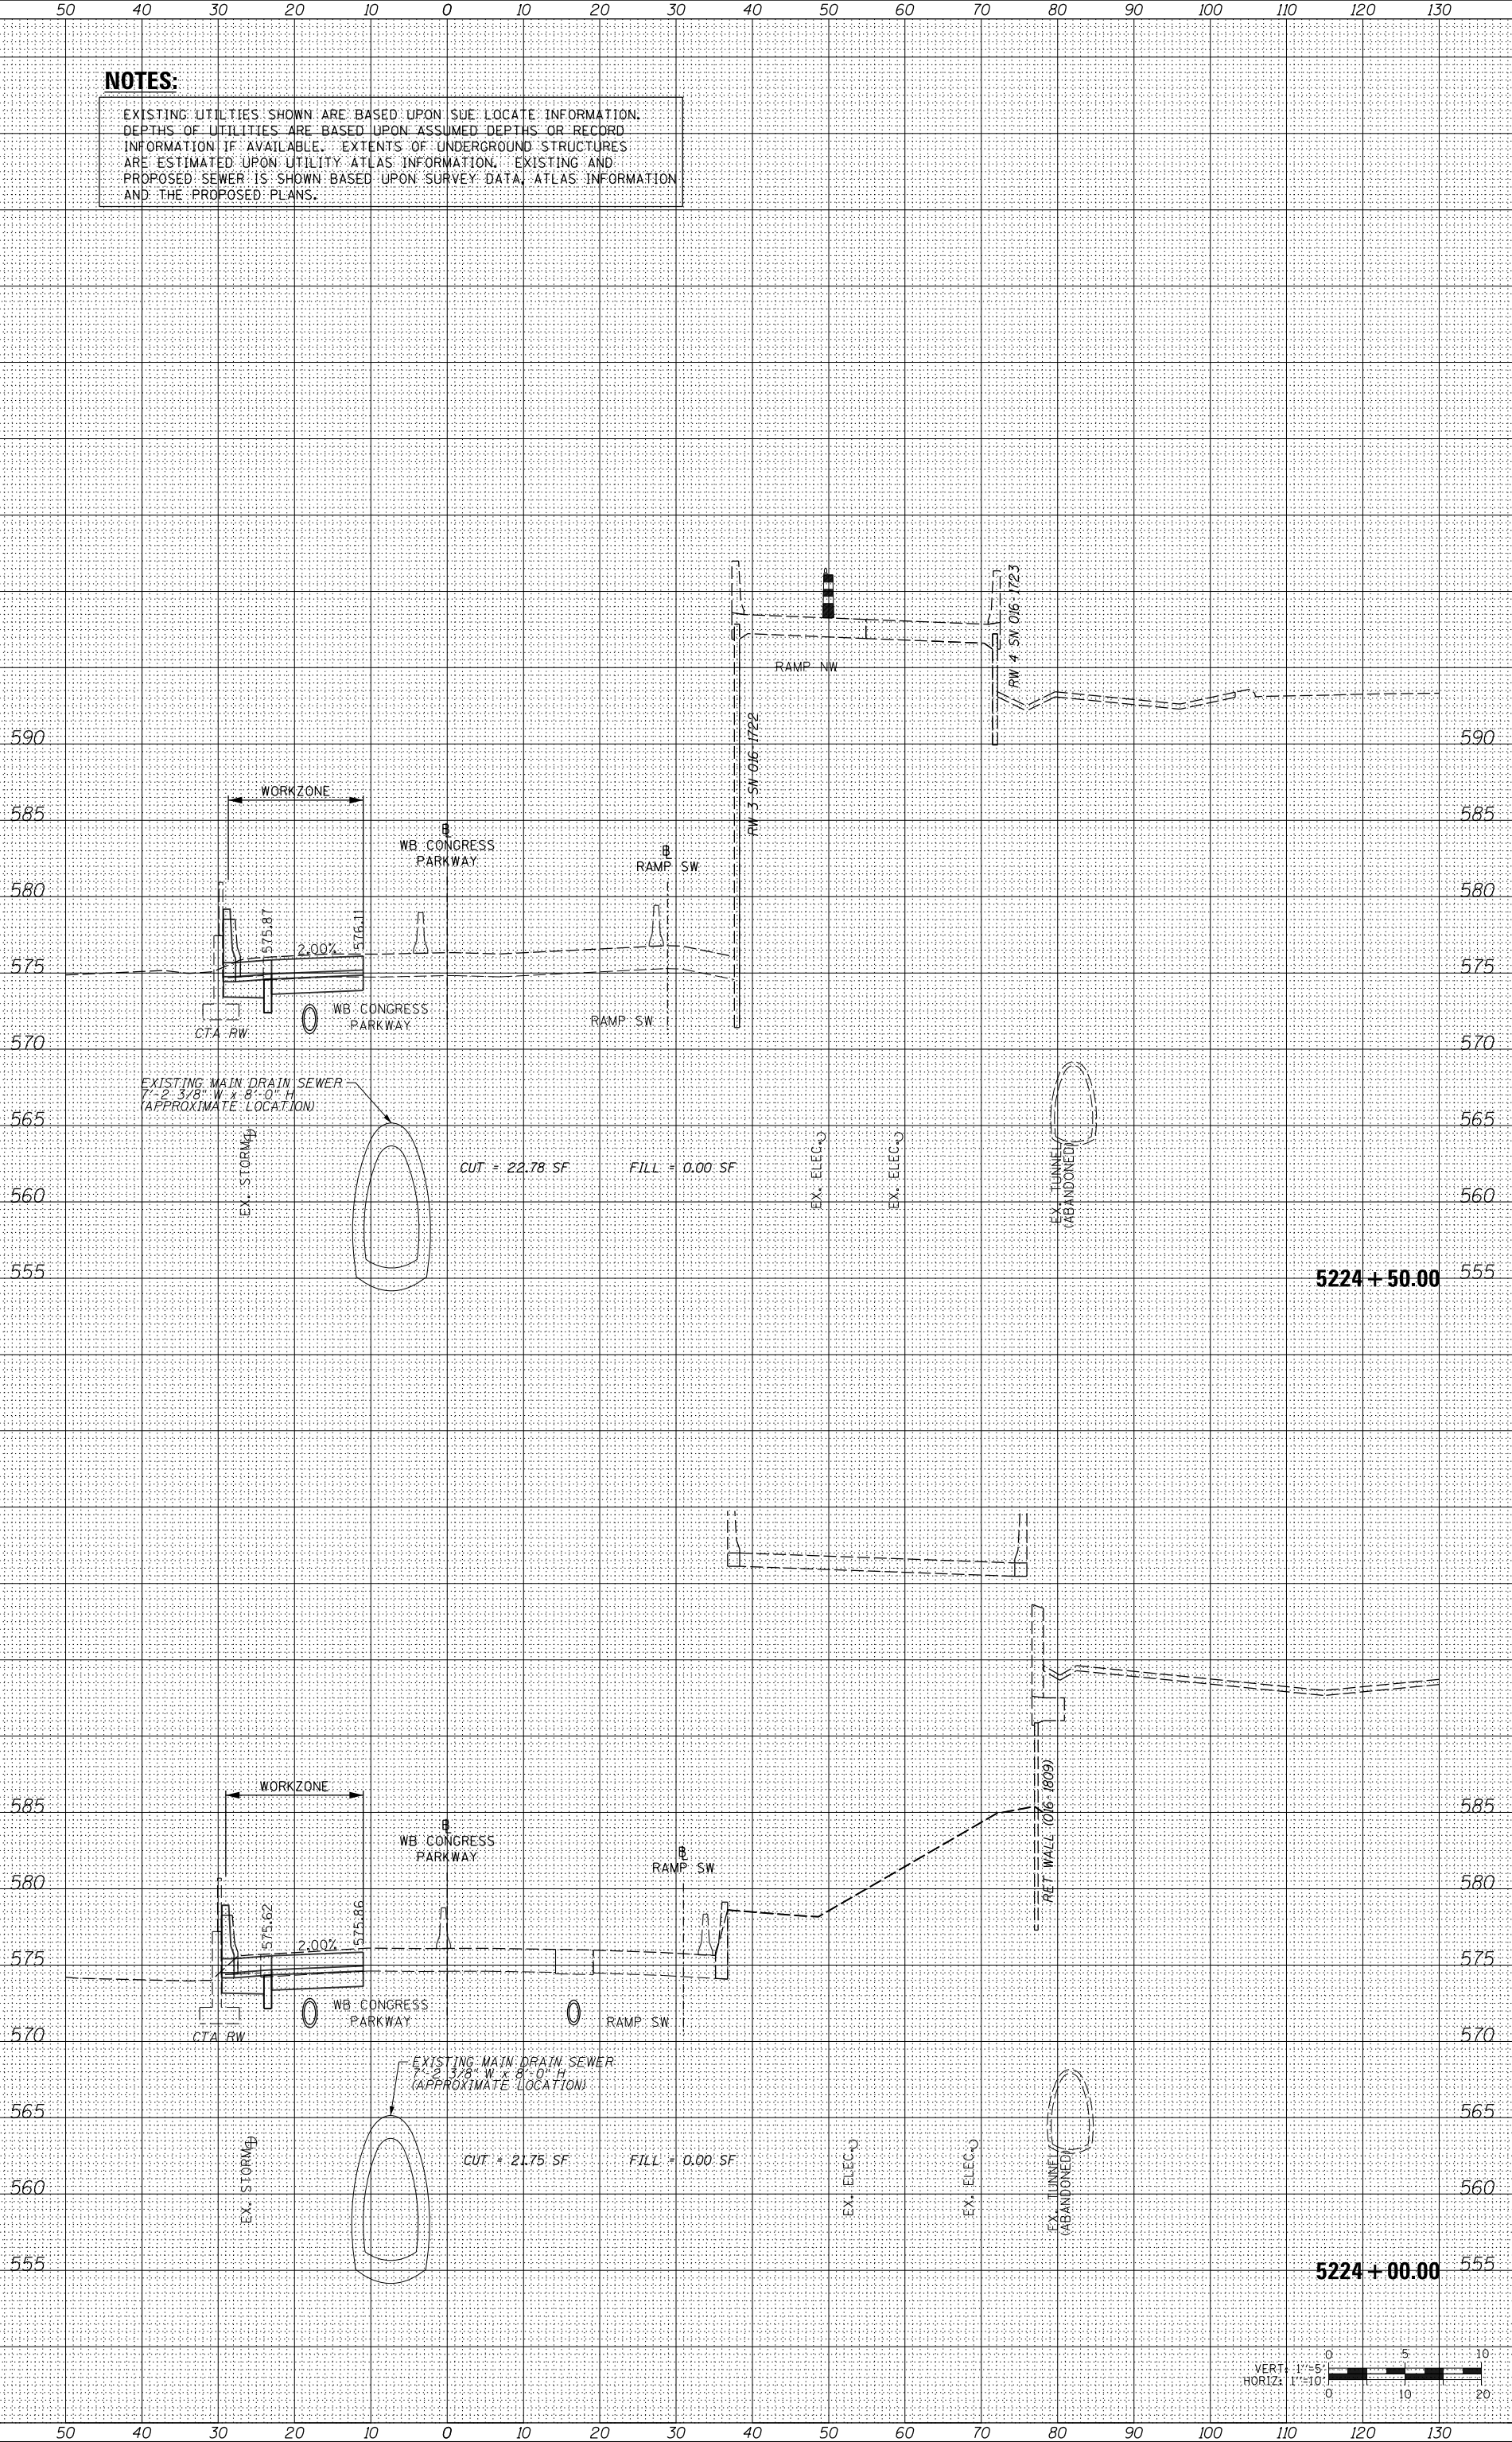 50 40 30 20 10 0 10 20 30 40 50 60 70 80 90 100 110 120 130
NOTES:
EXISTING UTILTIES SHOWN ARE BASED UPON SUE LOCATE INFORMATION.
DEPTHS OF UTILITIES ARE BASED UPON ASSUMED DEPTHS OR RECORD
INFORMATION IF AVAILABLE. EXTENTS OF UNDERGROUND STRUCTURES
ARE ESTIMATED UPON UTILITY ATLAS INFORMATION. EXISTING AND
PROPOSED SEWER IS SHOWN BASED UPON SURVEY DATA, ATLAS INFORMATION
AND THE PROPOSED PLANS.
RW 4 SN 016-1723
RAMP NW
RW 3 SN 016-1722
590 590
WORKZONE
585 585
WB CONGRESS
PARKWAY
RAMP SW
580 580
575.87
2.00%
576.11
575 575
WB CONGRESS
PARKWAY
RAMP SW
CTA RW
570 570
EXISTING MAIN DRAIN SEWER
7'-2 3/8" W x 8'-0" H
(APPROXIMATE LOCATION)
565 565
EX. STORM
CUT = 22.78 SF FILL = 0.00 SF
EX. ELEC.
EX. ELEC.
EX. TUNNEL
(ABANDONED)
560 560
555 555
5224+50.00
RET WALL (016-1809)
WORKZONE
585 585
WB CONGRESS
PARKWAY
RAMP SW
580 580
575.62
2.00%
575.86
575 575
WB CONGRESS
PARKWAY
RAMP SW
CTA RW
570 570
EXISTING MAIN DRAIN SEWER
7'-2 3/8" W x 8'-0" H
(APPROXIMATE LOCATION)
565 565
EX. STORM
CUT = 21.75 SF FILL = 0.00 SF
EX. ELEC.
EX. ELEC.
EX. TUNNEL
(ABANDONED)
560 560
555 555
5224+00.00
0 5 10
VERT: 1"=5'
HORIZ: 1"=10'
0 10 20
50 40 30 20 10 0 10 20 30 40 50 60 70 80 90 100 110 120 130